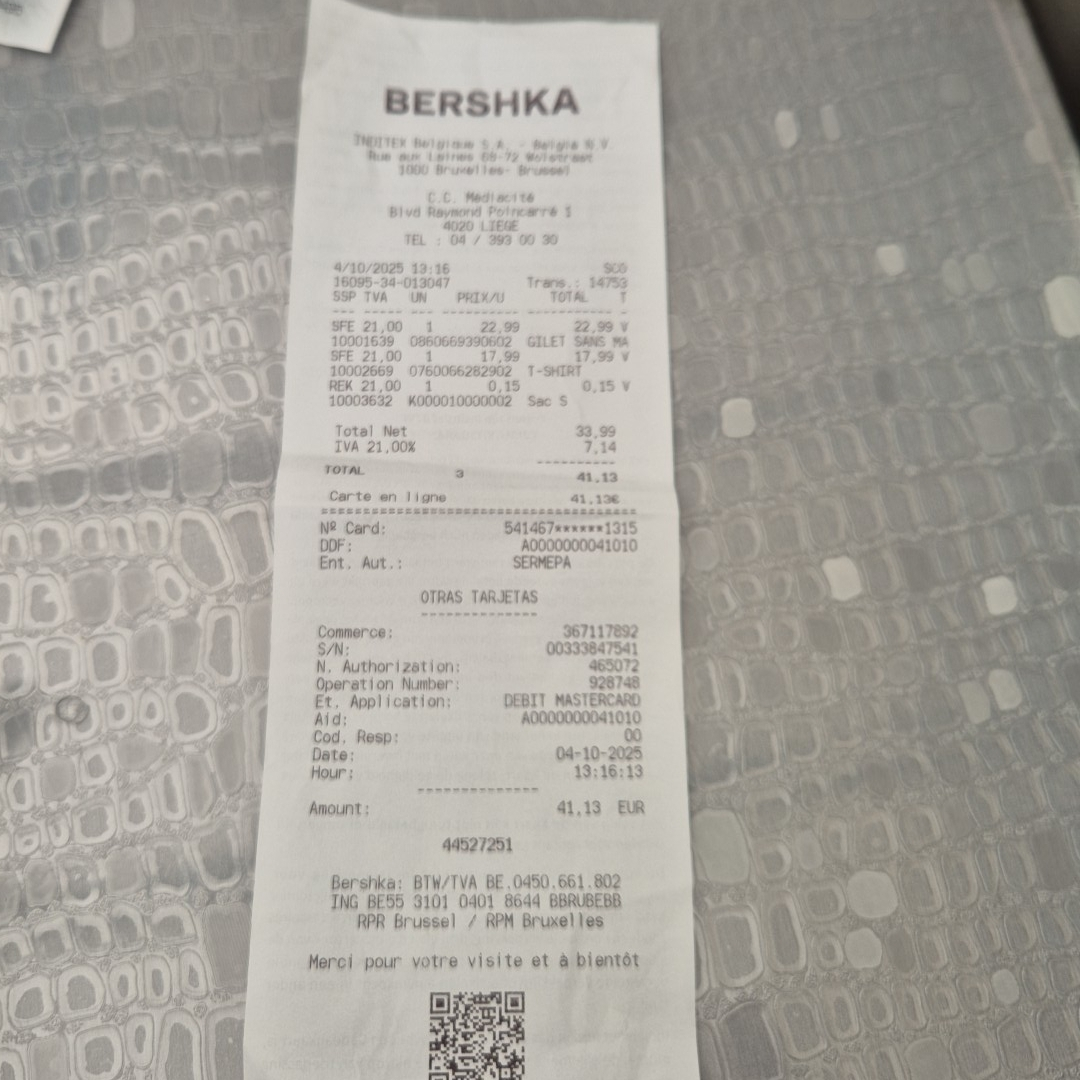 BERSHKA
INDITEX Belgique S.A. - Belgie N.V.
Rue aux Laines 68-72 Wolstraat
1000 Bruxelles- Brussel
C.C. Médiacité
Blvd Raymond Poincarré 1
4020 LIEGE
TEL : 04 / 393 00 30
4/10/2025 13:16 SCO
16095-34-013047 Trans.: 14753
SSP TVA UN PRIX/U TOTAL T
--- --- --- ---------- ---------- -
SFE 21,00 1 22,99 22,99 V
10001639 0860669390602 GILET SANS MA
SFE 21,00 1 17,99 17,99 V
10002669 0760066282902 T-SHIRT
REK 21,00 1 0,15 0,15 V
10003632 K000010000002 Sac S
Total Net 33,99
IVA 21,00% 7,14
----------
TOTAL 3 41,13
Carte en ligne 41,13€
========================================
Nº Card: 541467******1315
DDF: A0000000041010
Ent. Aut.: SERMEPA
OTRAS TARJETAS
--------------
Commerce: 367117892
S/N: 00333847541
N. Authorization: 465072
Operation Number: 928748
Et. Application: DEBIT MASTERCARD
Aid: A0000000041010
Cod. Resp: 00
Date: 04-10-2025
Hour: 13:16:13
--------------
Amount: 41,13 EUR
44527251
Bershka: BTW/TVA BE.0450.661.802
ING BE55 3101 0401 8644 BBRUBEBB
RPR Brussel / RPM Bruxelles
Merci pour votre visite et à bientôt